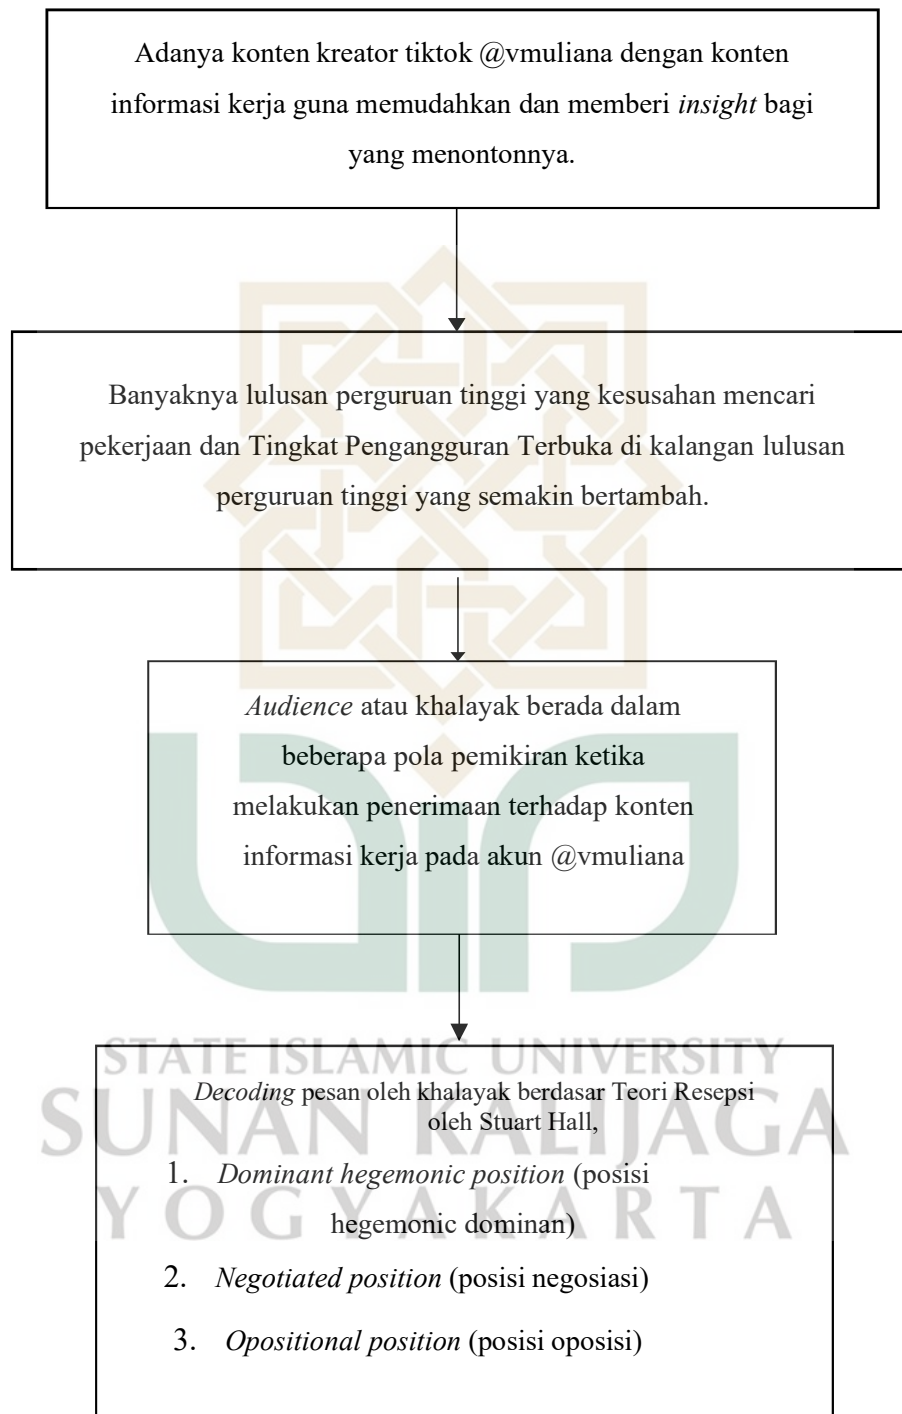 Adanya konten kreator tiktok @vmuliana dengan konten
informasi kerja guna memudahkan dan memberi insight bagi
yang menontonnya.
Banyaknya lulusan perguruan tinggi yang kesusahan mencari
pekerjaan dan Tingkat Pengangguran Terbuka di kalangan lulusan
perguruan tinggi yang semakin bertambah.
Audience atau khalayak berada dalam
beberapa pola pemikiran ketika
melakukan penerimaan terhadap konten
informasi kerja pada akun @vmuliana
STATE ISLAMIC UNIVERSITY
SUNAN KALIJAGA
YOGYAKARTA
Decoding pesan oleh khalayak berdasar Teori Resepsi
oleh Stuart Hall,
1. Dominant hegemonic position (posisi
hegemonic dominan)
2. Negotiated position (posisi negosiasi)
3. Opositional position (posisi oposisi)